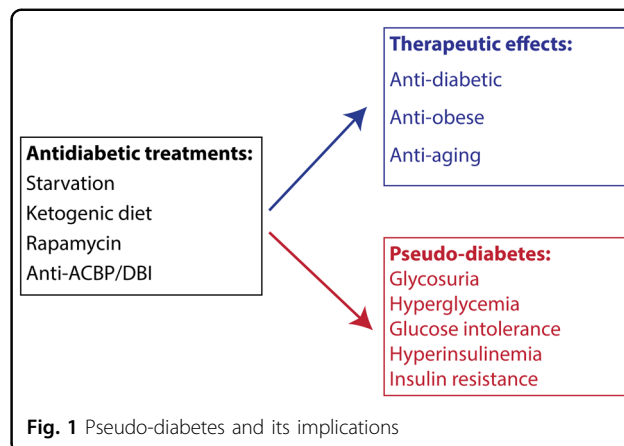 Therapeutic effects:
Anti-diabetic
Anti-obese
Anti-aging
Antidiabetic treatments:
Starvation
Ketogenic diet
Rapamycin
Anti-ACBP/DBI
Pseudo-diabetes:
Glycosuria
Hyperglycemia
Glucose intolerance
Hyperinsulinemia
Insulin resistance
Fig. 1 Pseudo-diabetes and its implications